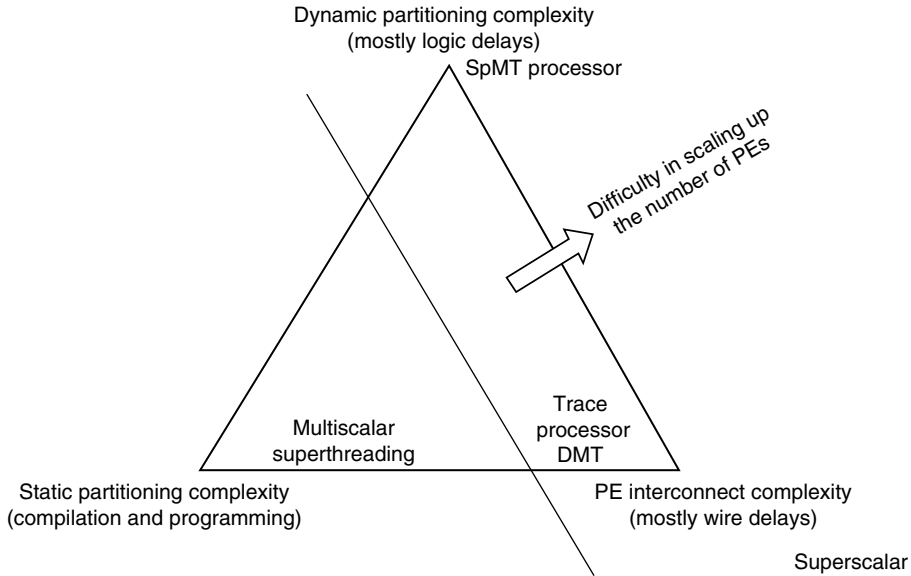 Dynamic partitioning complexity
(mostly logic delays)
SpMT processor
Difficulty in scaling up
the number of PEs
Multiscalar
superthreading
Trace
processor
DMT
Static partitioning complexity
(compilation and programming)
PE interconnect complexity
(mostly wire delays)
Superscalar